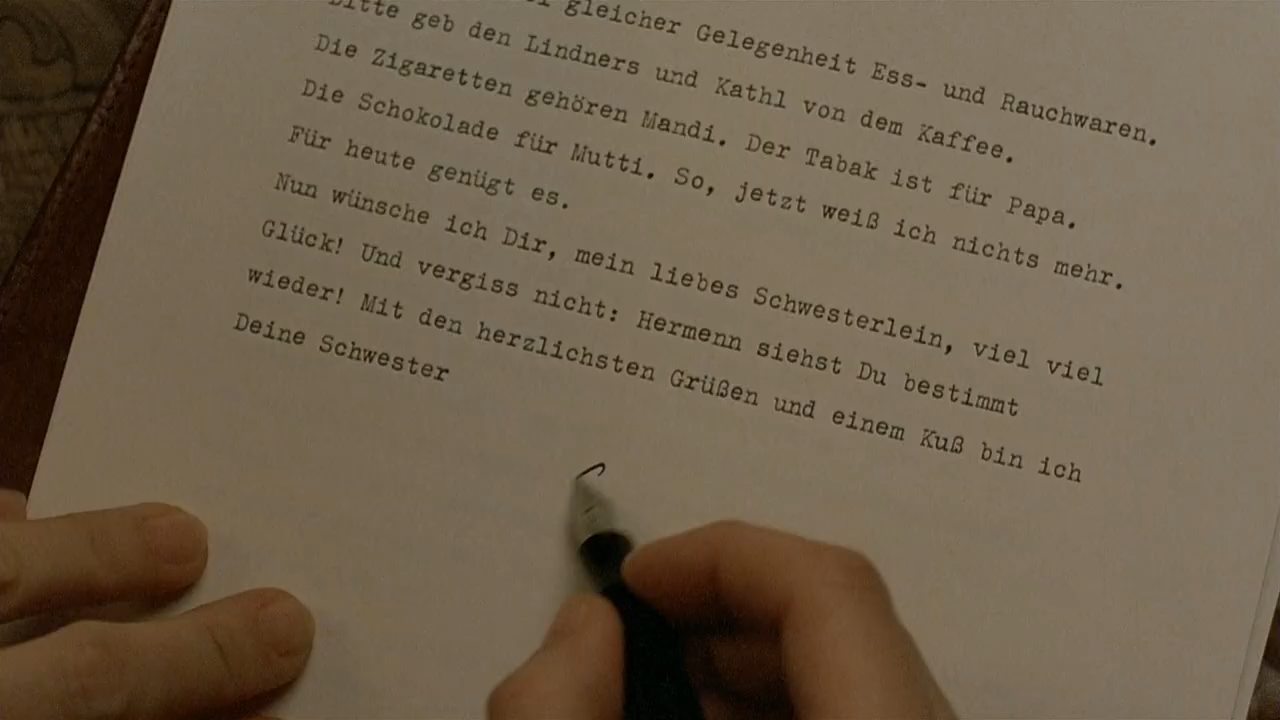 gleicher Gelegenheit Ess- und Rauchwaren.
Bitte geb den Lindners und Kathl von dem Kaffee.
Die Zigaretten gehören Mandi. Der Tabak ist für Papa.
Die Schokolade für Mutti. So, jetzt weiß ich nichts mehr.
Für heute genügt es.
Nun wünsche ich Dir, mein liebes Schwesterlein, viel viel
Glück! Und vergiss nicht: Hermenn siehst Du bestimmt
wieder! Mit den herzlichsten Grüßen und einem Kuß bin ich
Deine Schwester